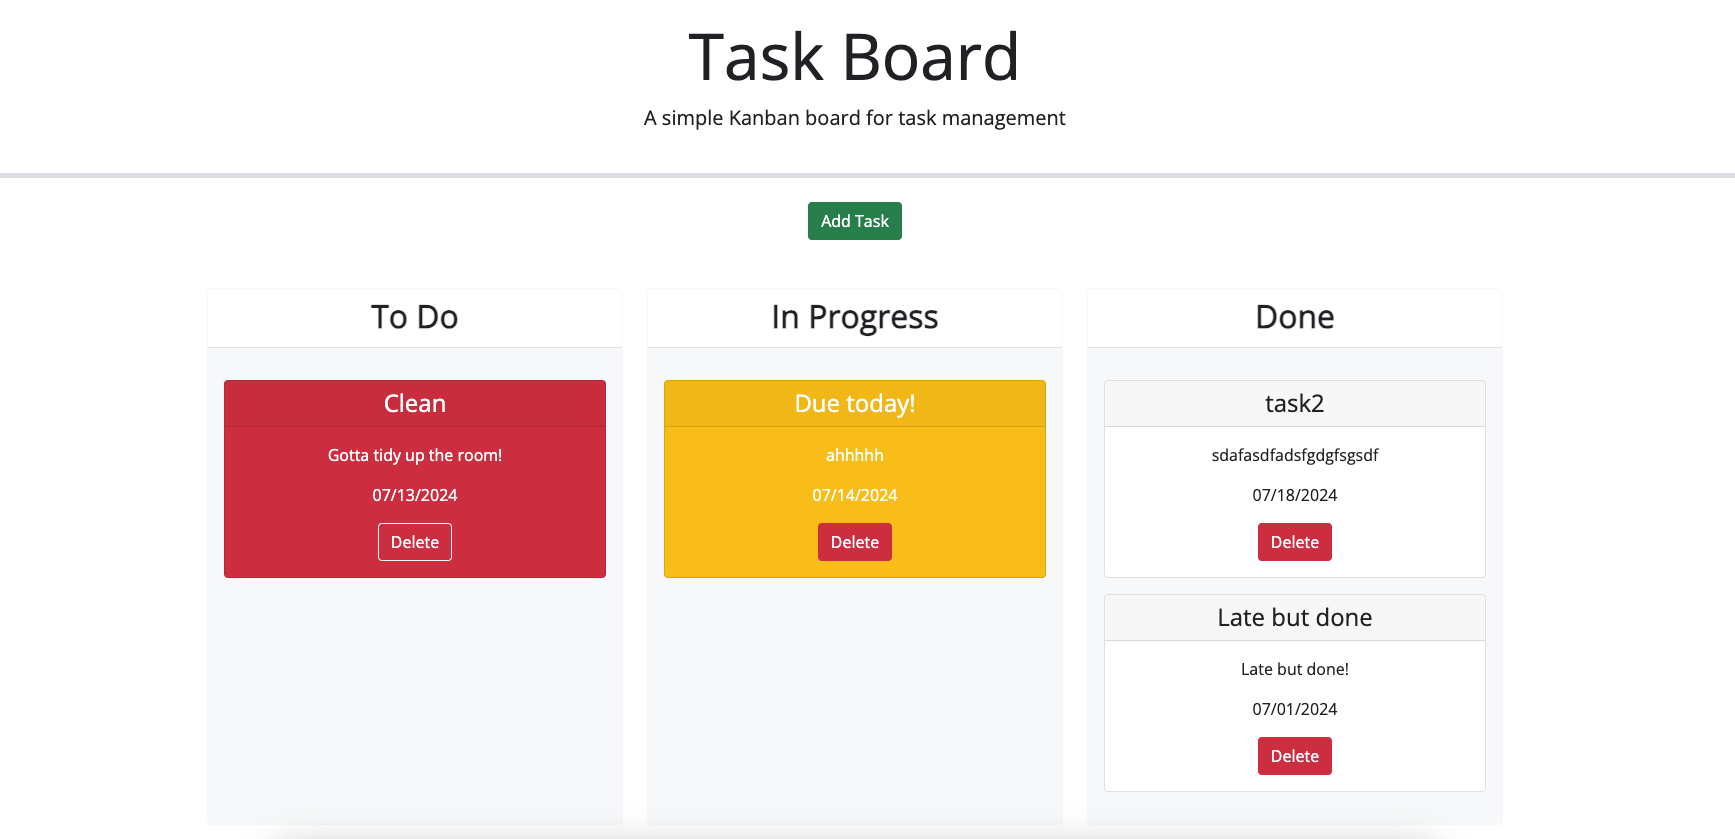 Task Board
A simple Kanban board for task management
Add Task
To Do
Clean
Gotta tidy up the room!
07/13/2024
Delete
In Progress
Due today!
ahhhhh
07/14/2024
Delete
Done
task2
sdafasdfadsfgdgfsgsdf
07/18/2024
Delete
Late but done
Late but done!
07/01/2024
Delete